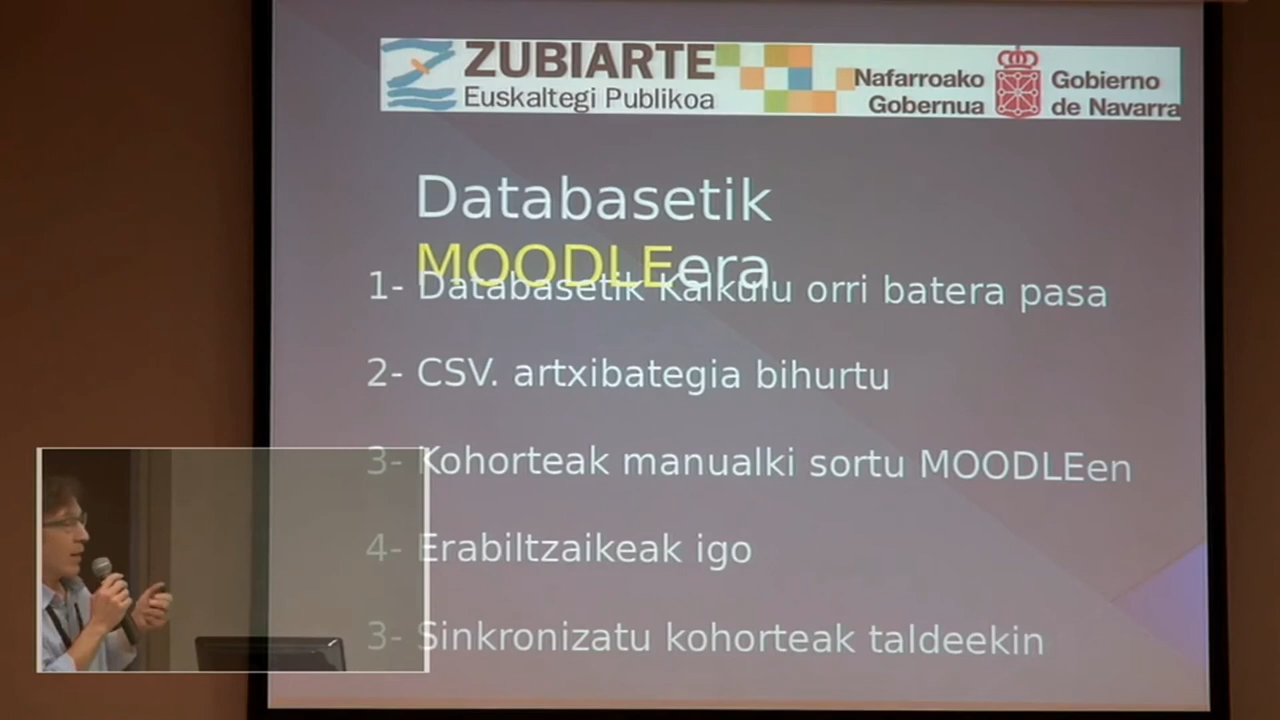 ZUBIARTE
Euskaltegi Publikoa
Nafarroako
Gobernua
Gobierno
de Navarra
Databasetik
MOODLEera
1- Databasetik Kalkulu orri batera pasa
2- CSV. artxibategia bihurtu
3- Kohorteak manualki sortu MOODLEen
4- Erabiltzaikeak igo
3- Sinkronizatu kohorteak taldeekin